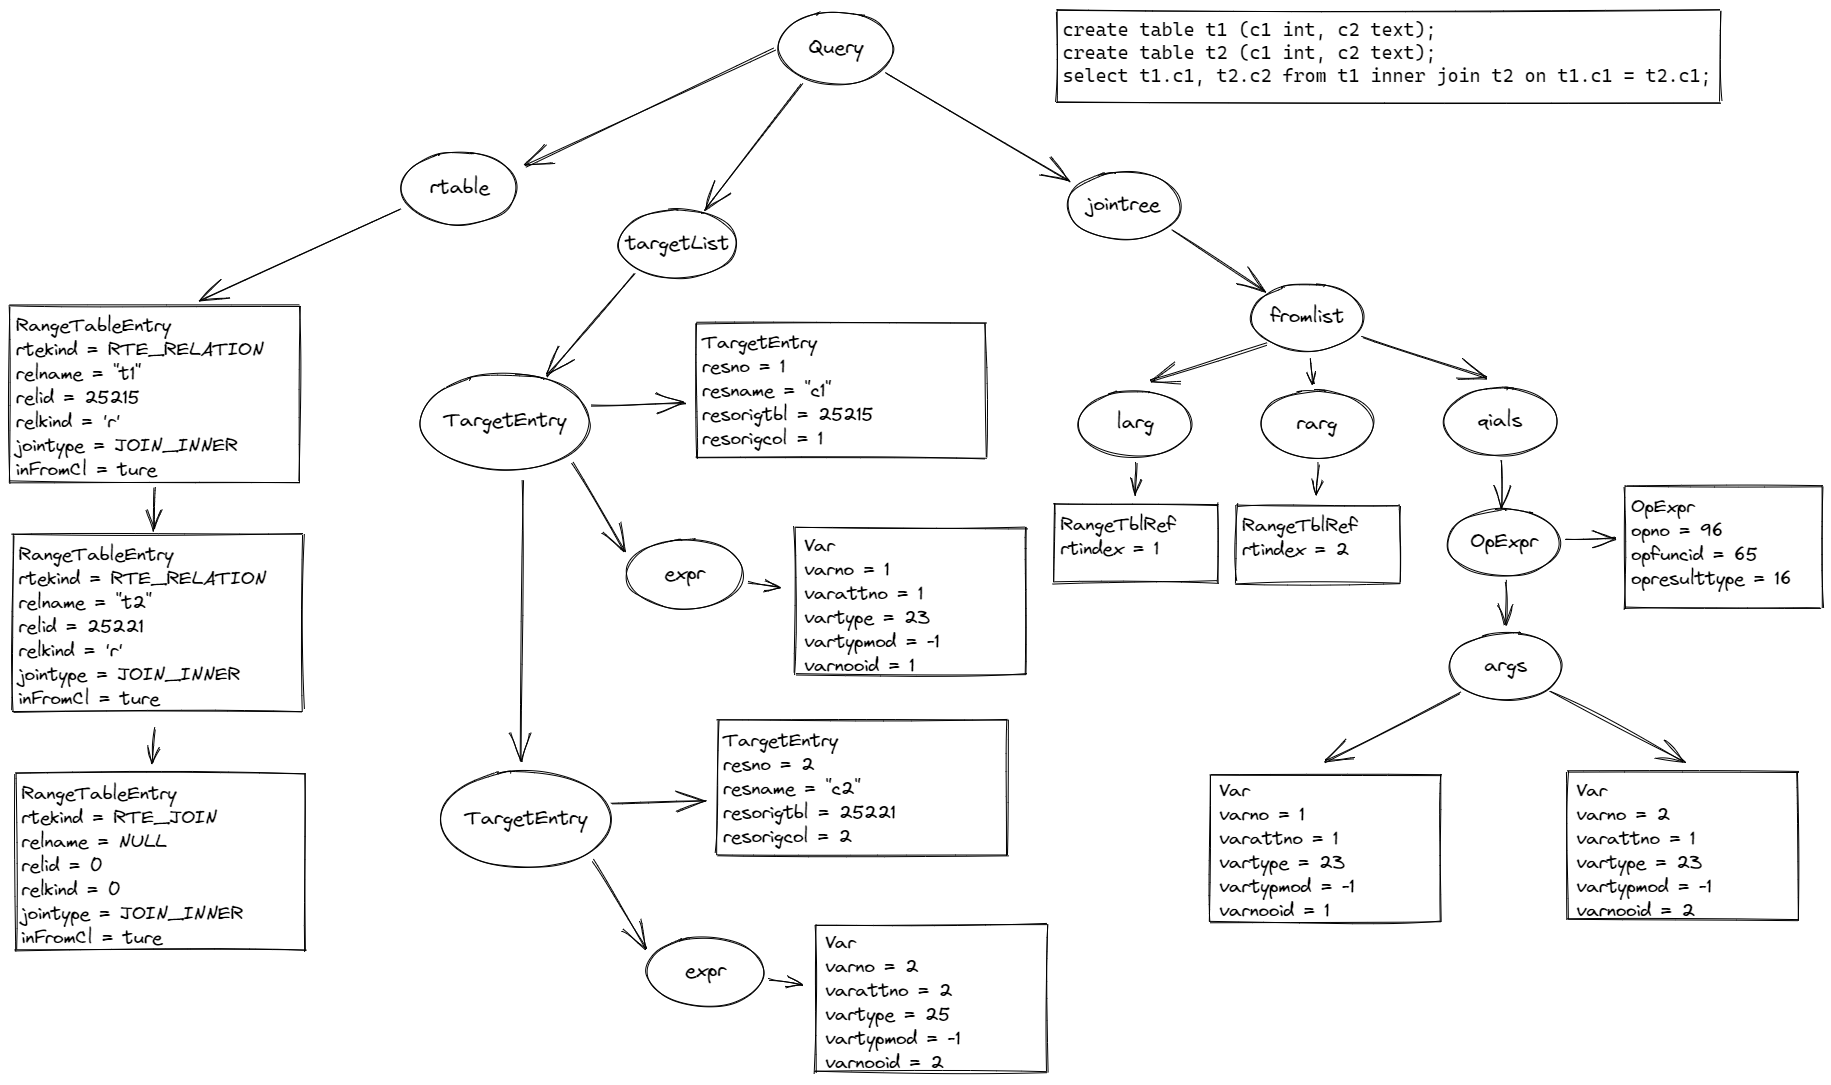 Query
create table t1 (c1 int, c2 text);
create table t2 (c1 int, c2 text);
select t1.c1, t2.c2 from t1 inner join t2 on t1.c1 = t2.c1;
rtable
targetList
jointree
fromlist
RangeTableEntry
rtekind = RTE_RELATION
relname = "t1"
relid = 25215
relkind = 'r'
jointype = JOIN_INNER
inFromCl = ture
RangeTableEntry
rtekind = RTE_RELATION
relname = "t2"
relid = 25221
relkind = 'r'
jointype = JOIN_INNER
inFromCl = ture
RangeTableEntry
rtekind = RTE_JOIN
relname = NULL
relid = 0
relkind = 0
jointype = JOIN_INNER
inFromCl = ture
TargetEntry
TargetEntry
resno = 1
resname = "c1"
resorigtbl = 25215
resorigcol = 1
expr
Var
varno = 1
varattno = 1
vartype = 23
vartypmod = -1
varnooid = 1
TargetEntry
TargetEntry
resno = 2
resname = "c2"
resorigtbl = 25221
resorigcol = 2
expr
Var
varno = 2
varattno = 2
vartype = 25
vartypmod = -1
varnooid = 2
larg
rarg
qials
RangeTblRef
rtindex = 1
RangeTblRef
rtindex = 2
OpExpr
OpExpr
opno = 96
opfuncid = 65
opresulttype = 16
args
Var
varno = 1
varattno = 1
vartype = 23
vartypmod = -1
varnooid = 1
Var
varno = 2
varattno = 1
vartype = 23
vartypmod = -1
varnooid = 2